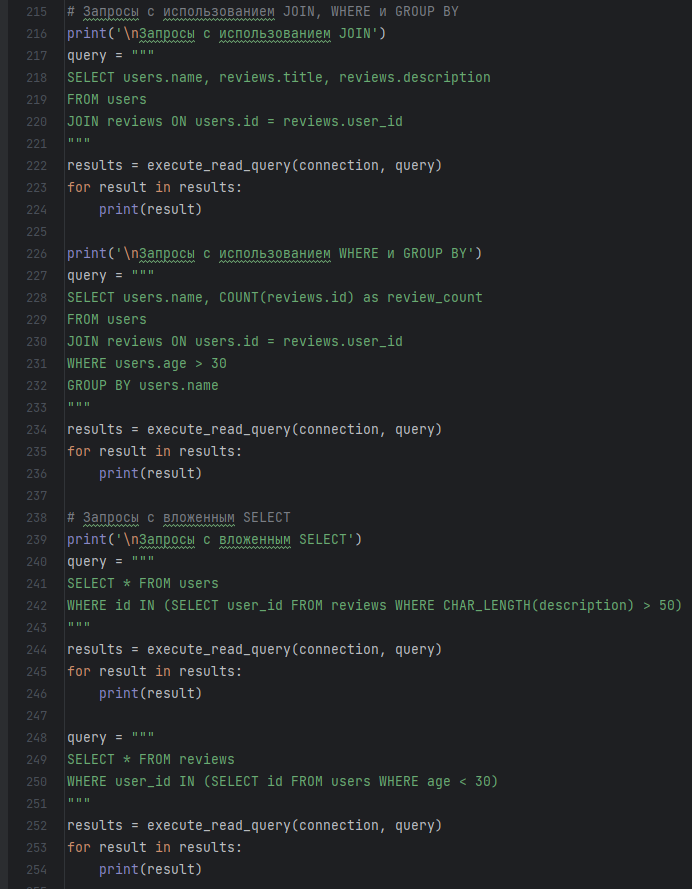 215 # Запросы с использованием JOIN, WHERE и GROUP BY
216 print('\nЗапросы с использованием JOIN')
217 query = """
218 SELECT users.name, reviews.title, reviews.description
219 FROM users
220 JOIN reviews ON users.id = reviews.user_id
221 """
222 results = execute_read_query(connection, query)
223 for result in results:
224     print(result)
225
226 print('\nЗапросы с использованием WHERE и GROUP BY')
227 query = """
228 SELECT users.name, COUNT(reviews.id) as review_count
229 FROM users
230 JOIN reviews ON users.id = reviews.user_id
231 WHERE users.age > 30
232 GROUP BY users.name
233 """
234 results = execute_read_query(connection, query)
235 for result in results:
236     print(result)
237
238 # Запросы с вложенным SELECT
239 print('\nЗапросы с вложенным SELECT')
240 query = """
241 SELECT * FROM users
242 WHERE id IN (SELECT user_id FROM reviews WHERE CHAR_LENGTH(description) > 50)
243 """
244 results = execute_read_query(connection, query)
245 for result in results:
246     print(result)
247
248 query = """
249 SELECT * FROM reviews
250 WHERE user_id IN (SELECT id FROM users WHERE age < 30)
251 """
252 results = execute_read_query(connection, query)
253 for result in results:
254     print(result)